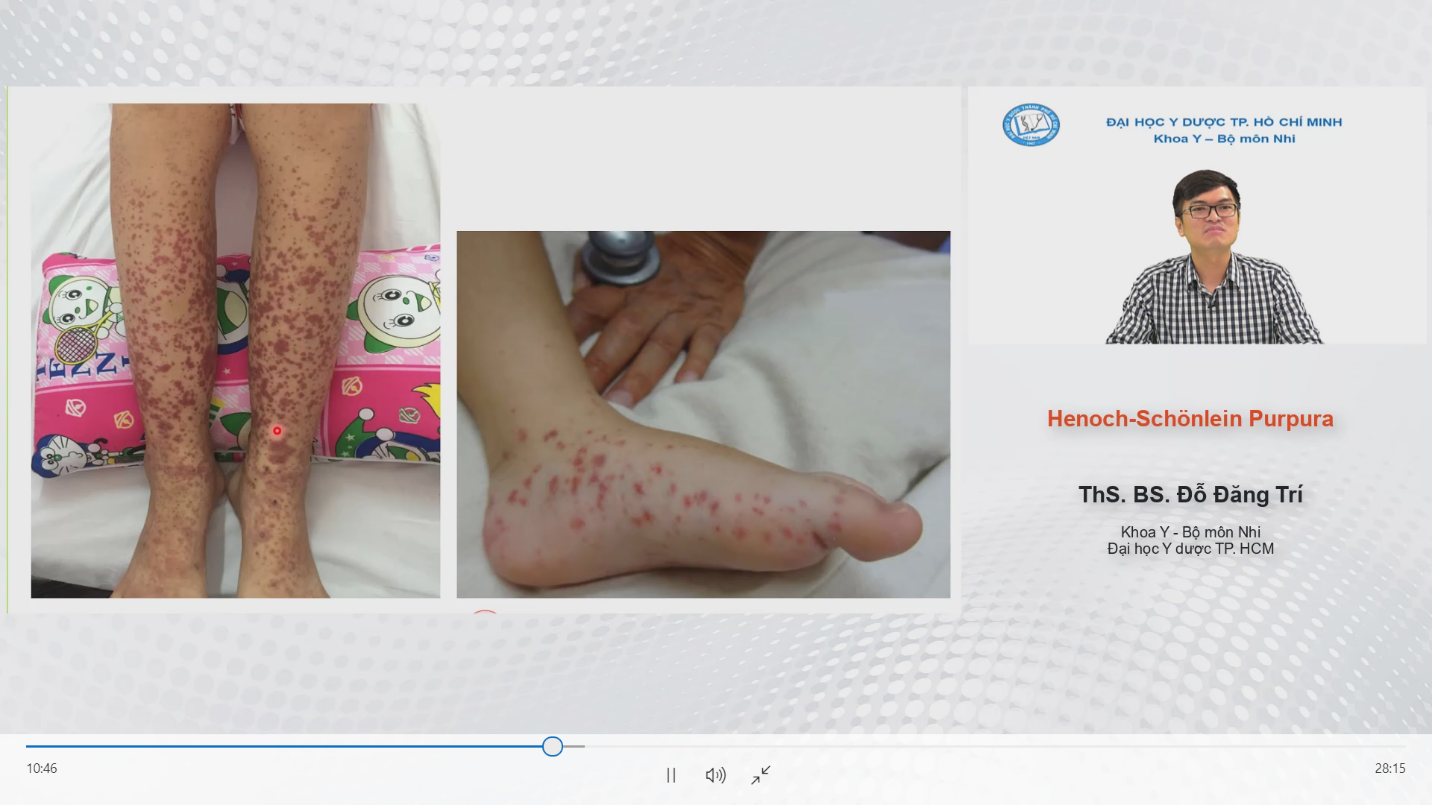 ĐẠI HỌC Y DƯỢC TP. HỒ CHÍ MINH
Khoa Y – Bộ môn Nhi
Henoch-Schönlein Purpura
ThS. BS. Đỗ Đăng Trí
Khoa Y - Bộ môn Nhi
Đại học Y dược TP. HCM
10:46
28:15